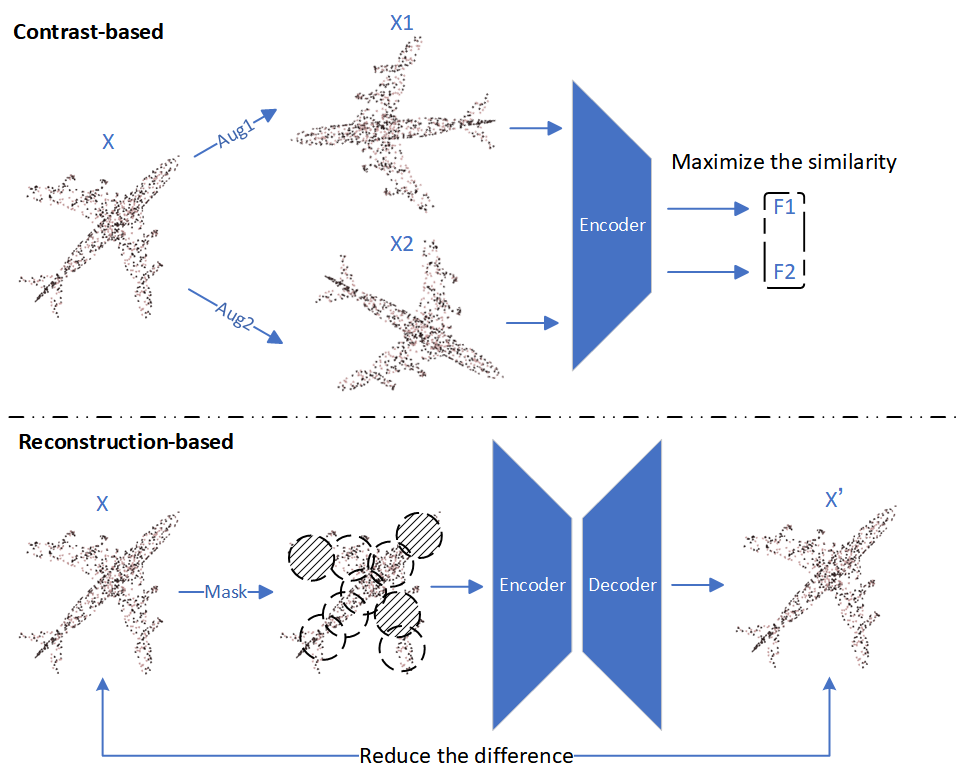 Contrast-based
X1
X
Aug1
Maximize the similarity
F1
Encoder
X2
F2
Aug2
Reconstruction-based
X
X’
Mask
Encoder
Decoder
Reduce the difference